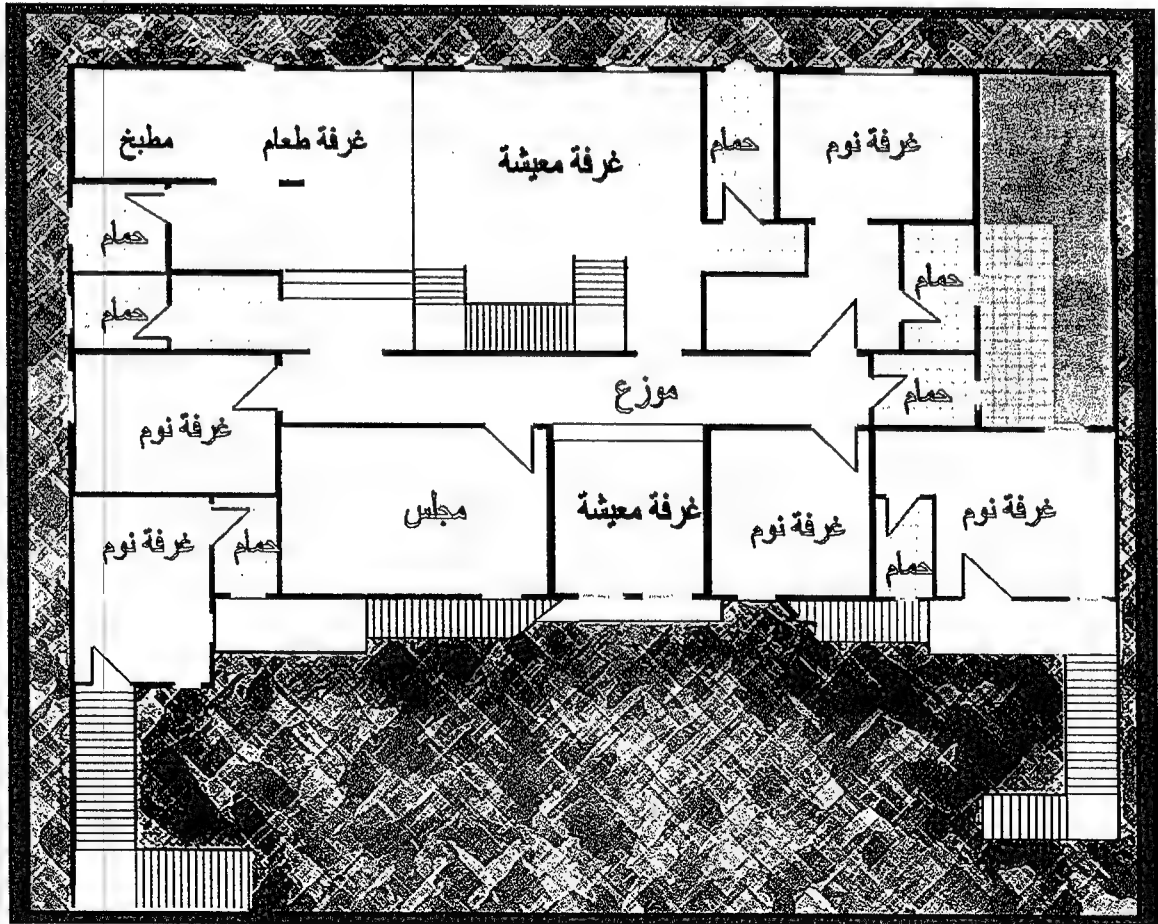 غرفة نوم
حمام
غرفة معيشة
غرفة طعام
مطبخ
حمام
حمام
حمام
حمام
موزع
غرفة نوم
غرفة نوم
غرفة نوم
غرفة معيشة
مجلس
حمام
حمام
غرفة نوم